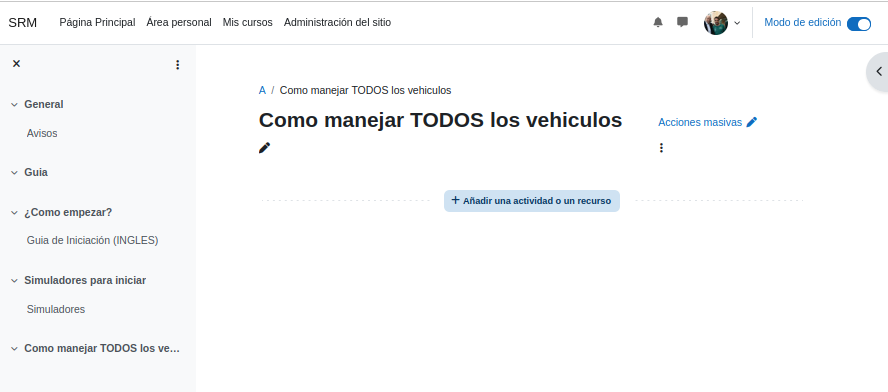 SRM Página Principal Área personal Mis cursos Administración del sitio Modo de edición
General
Avisos
Guia
¿Como empezar?
Guia de Iniciación (INGLES)
Simuladores para iniciar
Simuladores
Como manejar TODOS los ve...
A / Como manejar TODOS los vehiculos
Como manejar TODOS los vehiculos
Acciones masivas
+ Añadir una actividad o un recurso